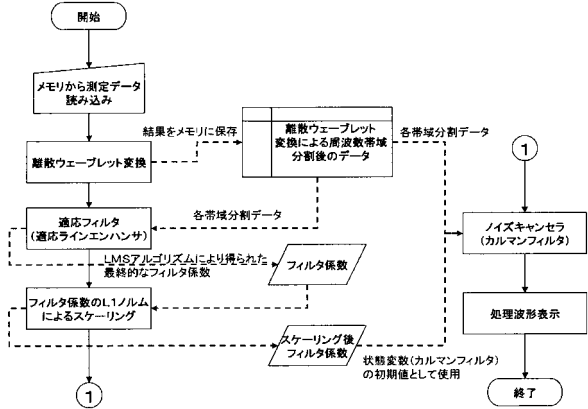 開始
メモリから測定データ
読み込み
離散ウェーブレット変換
結果をメモリに保存
離散ウェーブレット
変換による周波数帯域
分割後のデータ
各帯域分割データ
適応フィルタ
(適応ラインエンハンサ)
各帯域分割データ
LMSアルゴリズムにより得られた
最終的なフィルタ係数
フィルタ係数
フィルタ係数のL1ノルム
によるスケーリング
スケーリング後
フィルタ係数
状態変数(カルマンフィルタ)
の初期値として使用
1
1
ノイズキャンセラ
(カルマンフィルタ)
処理波形表示
終了